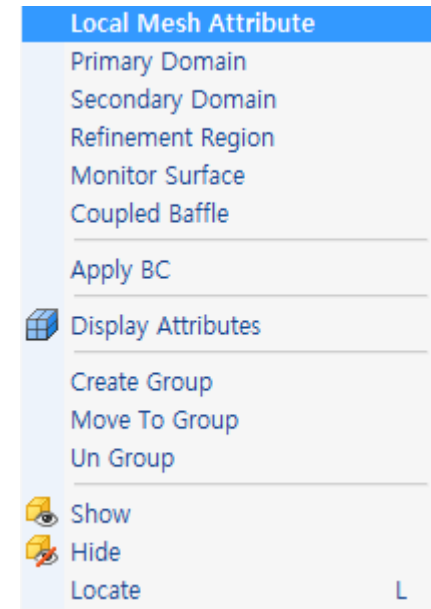 Local Mesh Attribute
Primary Domain
Secondary Domain
Refinement Region
Monitor Surface
Coupled Baffle
Apply BC
Display Attributes
Create Group
Move To Group
Un Group
Show
Hide
Locate L